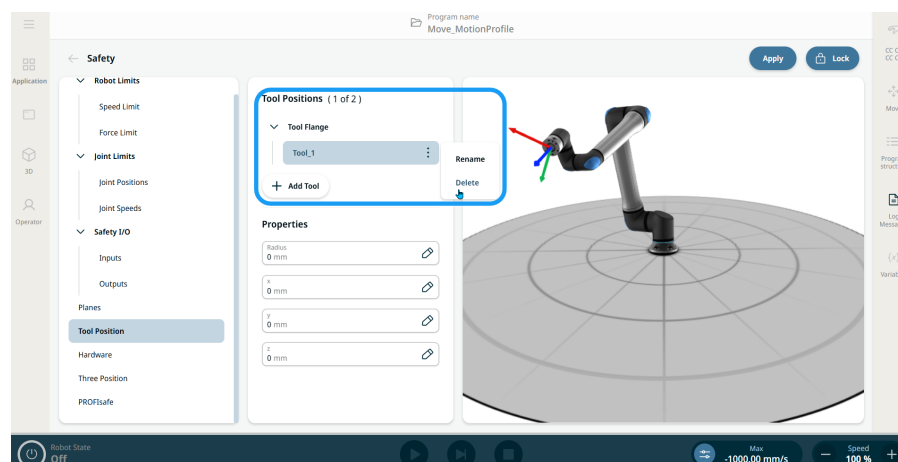 Program name
Move_MotionProfile
Safety
Apply
Lock
Application
3D
Operator
Robot Limits
Speed Limit
Force Limit
Joint Limits
Joint Positions
Joint Speeds
Safety I/O
Inputs
Outputs
Planes
Tool Position
Hardware
Three Position
PROFIsafe
Tool Positions ( 1 of 2 )
Tool Flange
Tool_1
Rename
Delete
Add Tool
Properties
Radius
0 mm
x
0 mm
y
0 mm
z
0 mm
Robot State
Off
Max
-1000.00 mm/s
Speed
100 %